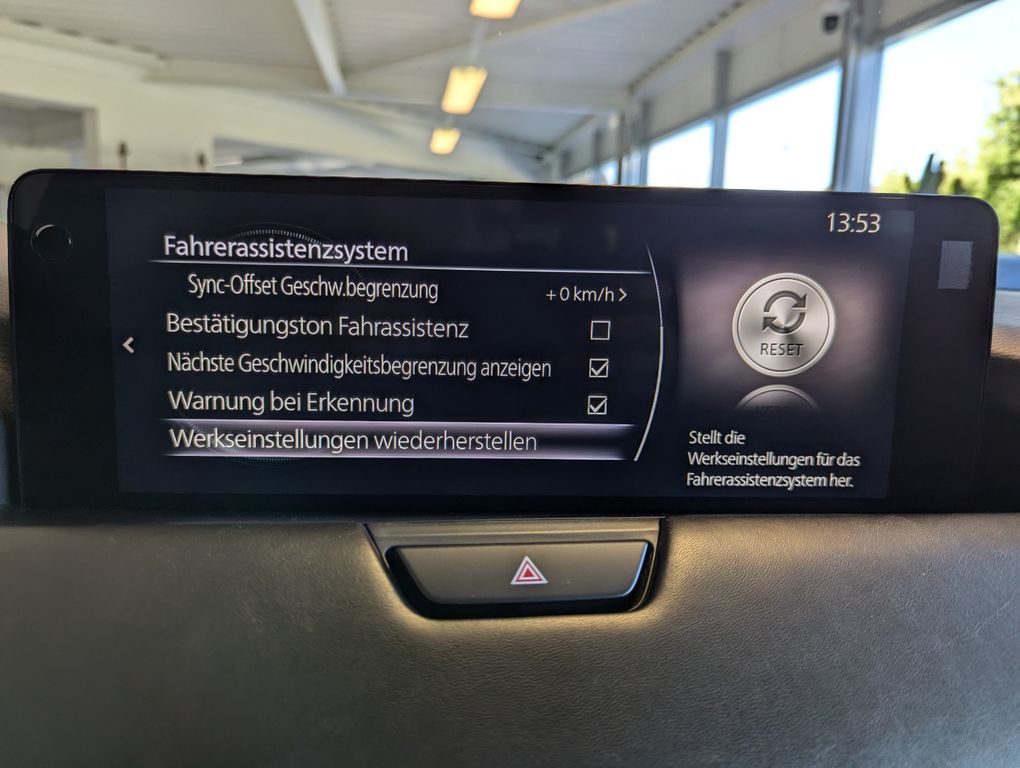 13:53
Fahrerassistenzsystem
Sync-Offset Geschw.begrenzung +0 km/h
Bestätigungston Fahrassistenz
Nächste Geschwindigkeitsbegrenzung anzeigen
Warnung bei Erkennung
Werkseinstellungen wiederherstellen
RESET
Stellt die
Werkseinstellungen für das
Fahrerassistenzsystem her.